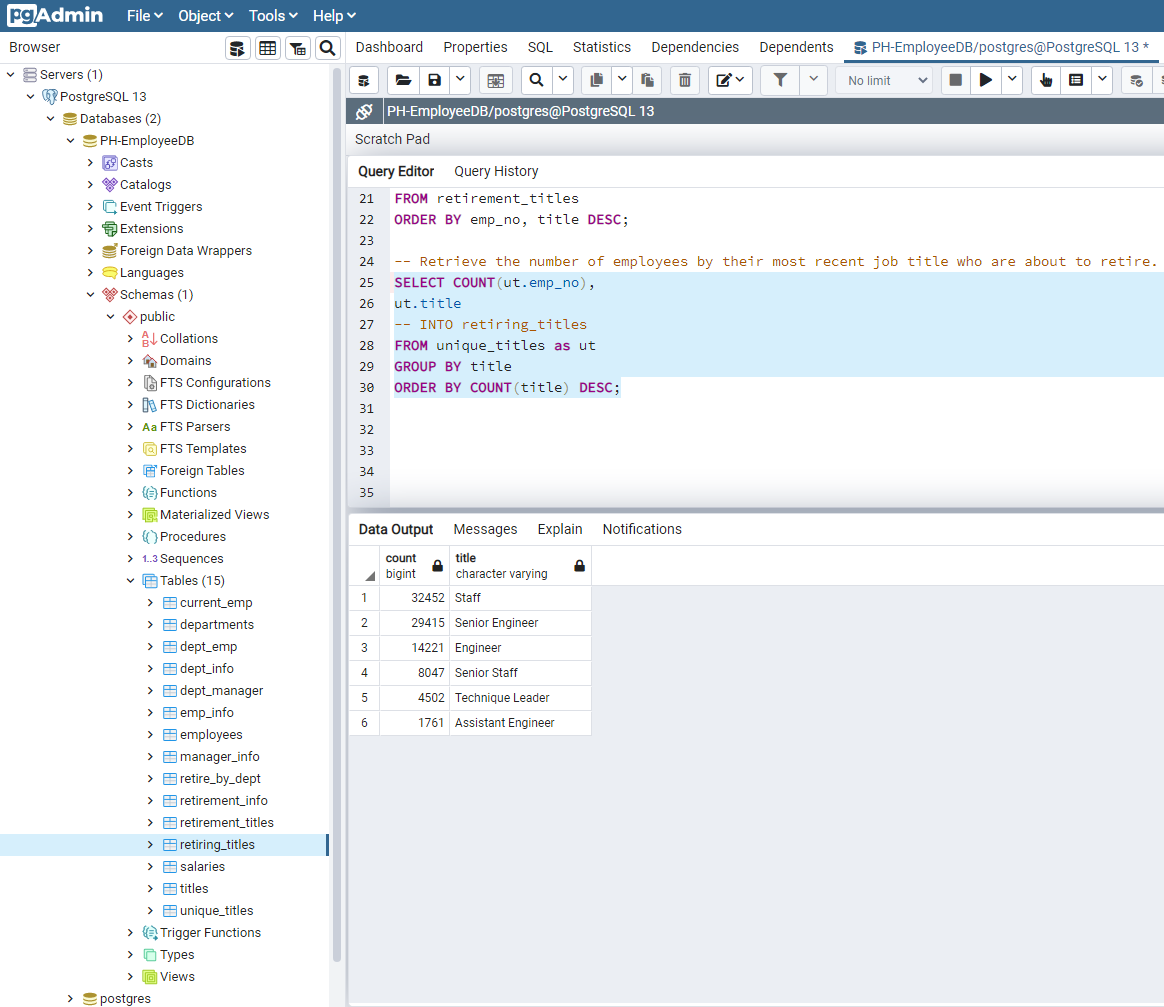 pgAdmin File Object Tools Help
Browser
Dashboard Properties SQL Statistics Dependencies Dependents PH-EmployeeDB/postgres@PostgreSQL 13 *
Servers (1)
PostgreSQL 13
Databases (2)
PH-EmployeeDB
Casts
Catalogs
Event Triggers
Extensions
Foreign Data Wrappers
Languages
Schemas (1)
public
Collations
Domains
FTS Configurations
FTS Dictionaries
Aa FTS Parsers
FTS Templates
Foreign Tables
Functions
Materialized Views
Procedures
1..3 Sequences
Tables (15)
current_emp
departments
dept_emp
dept_info
dept_manager
emp_info
employees
manager_info
retire_by_dept
retirement_info
retirement_titles
retiring_titles
salaries
titles
unique_titles
Trigger Functions
Types
Views
postgres
No limit
PH-EmployeeDB/postgres@PostgreSQL 13
Scratch Pad
Query Editor Query History
21 FROM retirement_titles
22 ORDER BY emp_no, title DESC;
23
24 -- Retrieve the number of employees by their most recent job title who are about to retire.
25 SELECT COUNT(ut.emp_no),
26 ut.title
27 -- INTO retiring_titles
28 FROM unique_titles as ut
29 GROUP BY title
30 ORDER BY COUNT(title) DESC;
31
32
33
34
35
Data Output Messages Explain Notifications
count title
bigint character varying
1 32452 Staff
2 29415 Senior Engineer
3 14221 Engineer
4 8047 Senior Staff
5 4502 Technique Leader
6 1761 Assistant Engineer